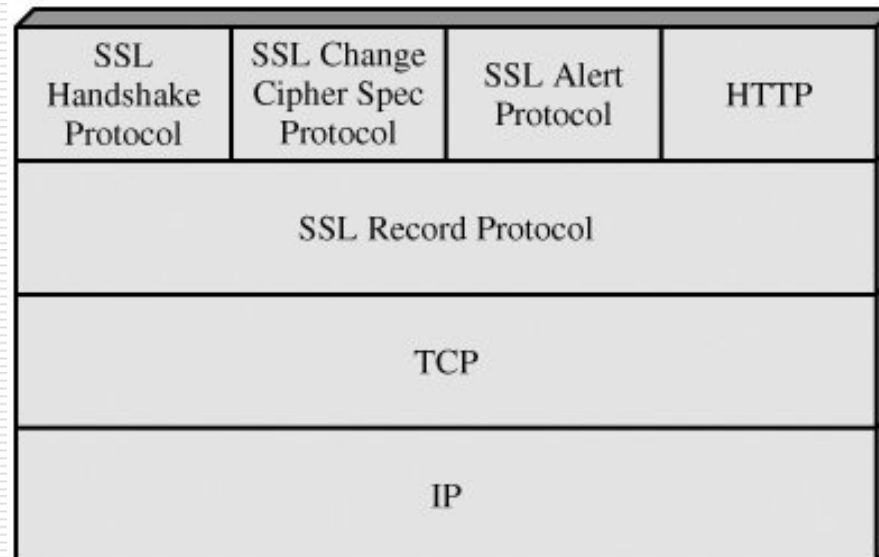 SSL
Handshake
Protocol
SSL Change
Cipher Spec
Protocol
SSL Alert
Protocol
HTTP
SSL Record Protocol
TCP
IP